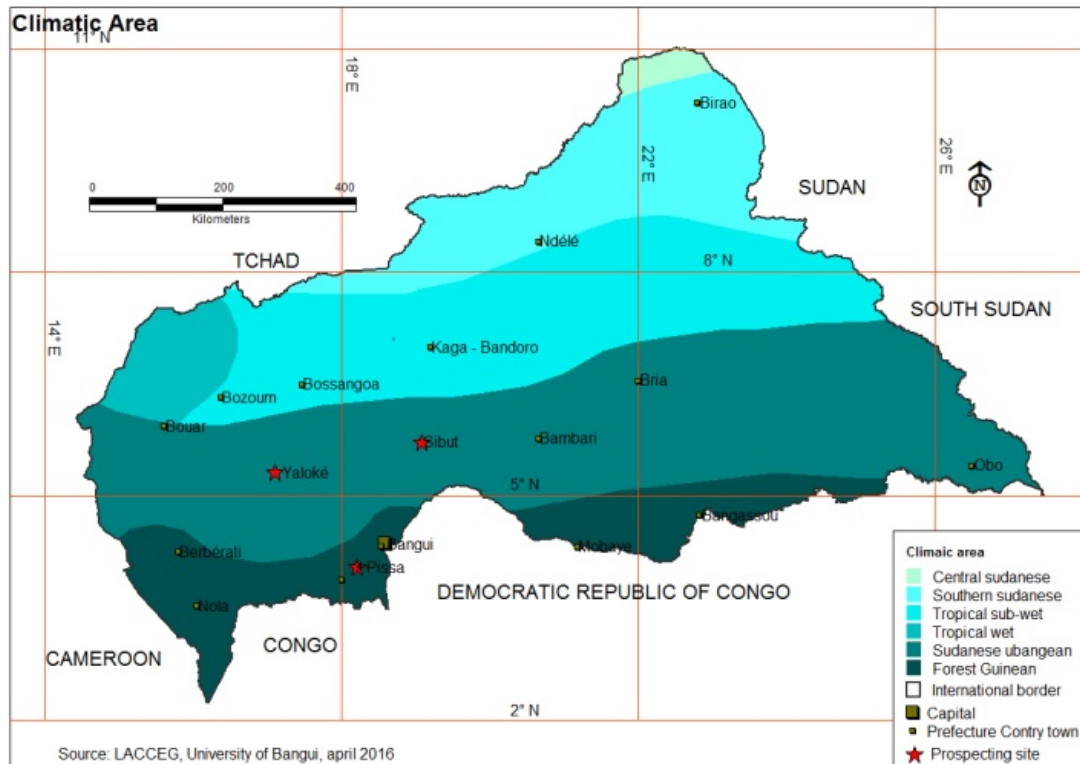 Climatic Area
11° N
18° E
Birao
22° E
26° E
N
SUDAN
0 200 400
Kilometers
Ndélé
TCHAD
8° N
SOUTH SUDAN
14° E
Kaga - Bandoro
Bria
Bossangoa
Bozoum
Bouar
Sibut
Bambari
Yaloké
Obo
5° N
Bangassou
Bangui
Mobaye
Berbérati
Pissa
DEMOCRATIC REPUBLIC OF CONGO
Nola
CONGO
CAMEROON
2° N
Climaic area
Central sudanese
Southern sudanese
Tropical sub-wet
Tropical wet
Sudanese ubangean
Forest Guinean
International border
Capital
Prefecture Contry town
Prospecting site
Source: LACCEG, University of Bangui, april 2016